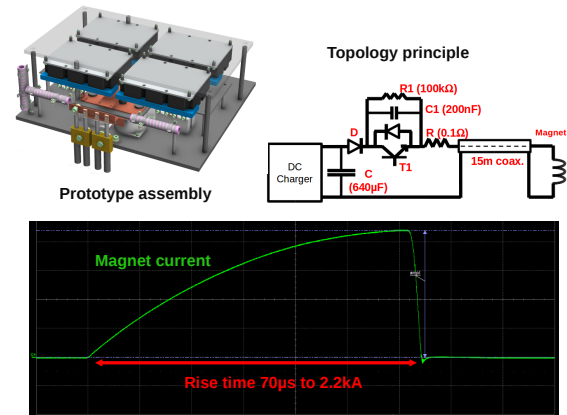 Topology principle
R1 (100kΩ)
C1 (200nF)
D
R (0.1Ω)
Magnet
DC
Charger
T1
15m coax.
C
(640µF)
Prototype assembly
Magnet current
Rise time 70µs to 2.2kA